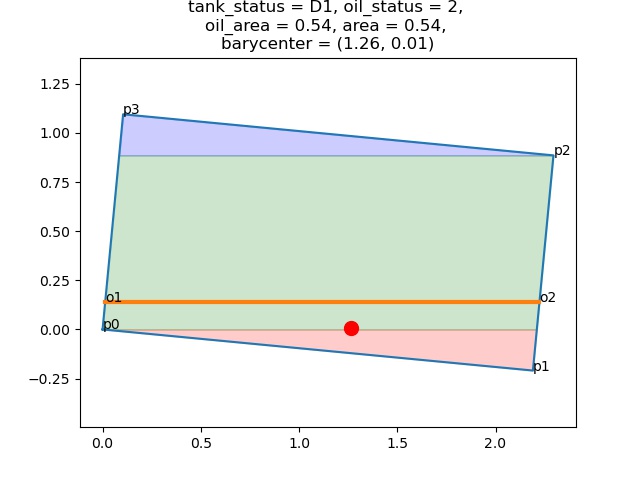 tank_status = D1, oil_status = 2,
oil_area = 0.54, area = 0.54,
barycenter = (1.26, 0.01)
1.25
1.00
0.75
0.50
0.25
0.00
−0.25
p3
p2
o1
o2
p0
p1
0.0
0.5
1.0
1.5
2.0